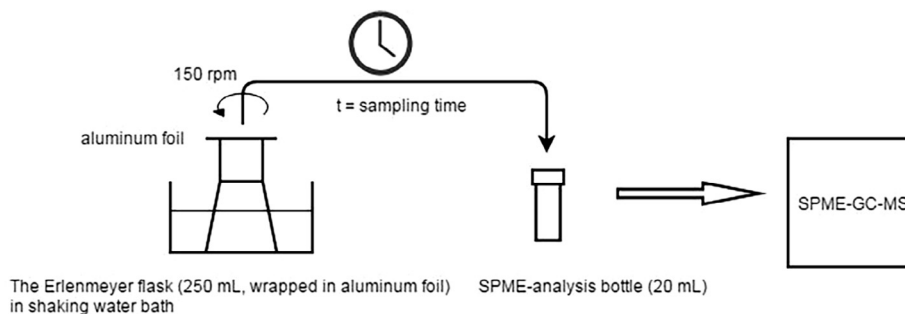 150 rpm
t = sampling time
aluminum foil
SPME-GC-MS
The Erlenmeyer flask (250 mL, wrapped in aluminum foil)
in shaking water bath
SPME-analysis bottle (20 mL)